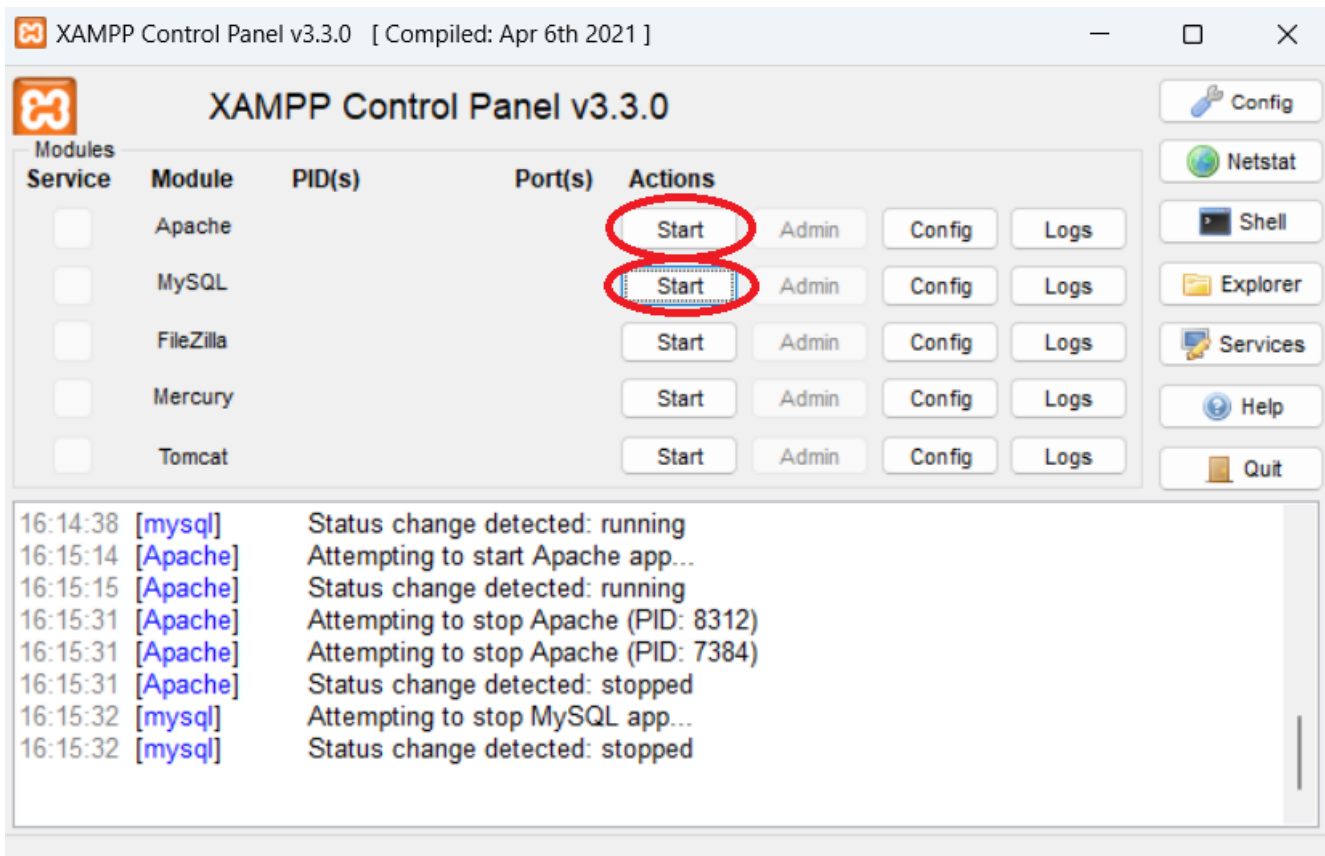 XAMPP Control Panel v3.3.0 [ Compiled: Apr 6th 2021 ]
XAMPP Control Panel v3.3.0
Config
Modules
Netstat
Service Module PID(s) Port(s) Actions
Apache Start Admin Config Logs
Shell
MySQL Start Admin Config Logs
Explorer
FileZilla Start Admin Config Logs
Services
Mercury Start Admin Config Logs
Help
Tomcat Start Admin Config Logs
Quit
16:14:38 [mysql] Status change detected: running
16:15:14 [Apache] Attempting to start Apache app...
16:15:15 [Apache] Status change detected: running
16:15:31 [Apache] Attempting to stop Apache (PID: 8312)
16:15:31 [Apache] Attempting to stop Apache (PID: 7384)
16:15:31 [Apache] Status change detected: stopped
16:15:32 [mysql] Attempting to stop MySQL app...
16:15:32 [mysql] Status change detected: stopped